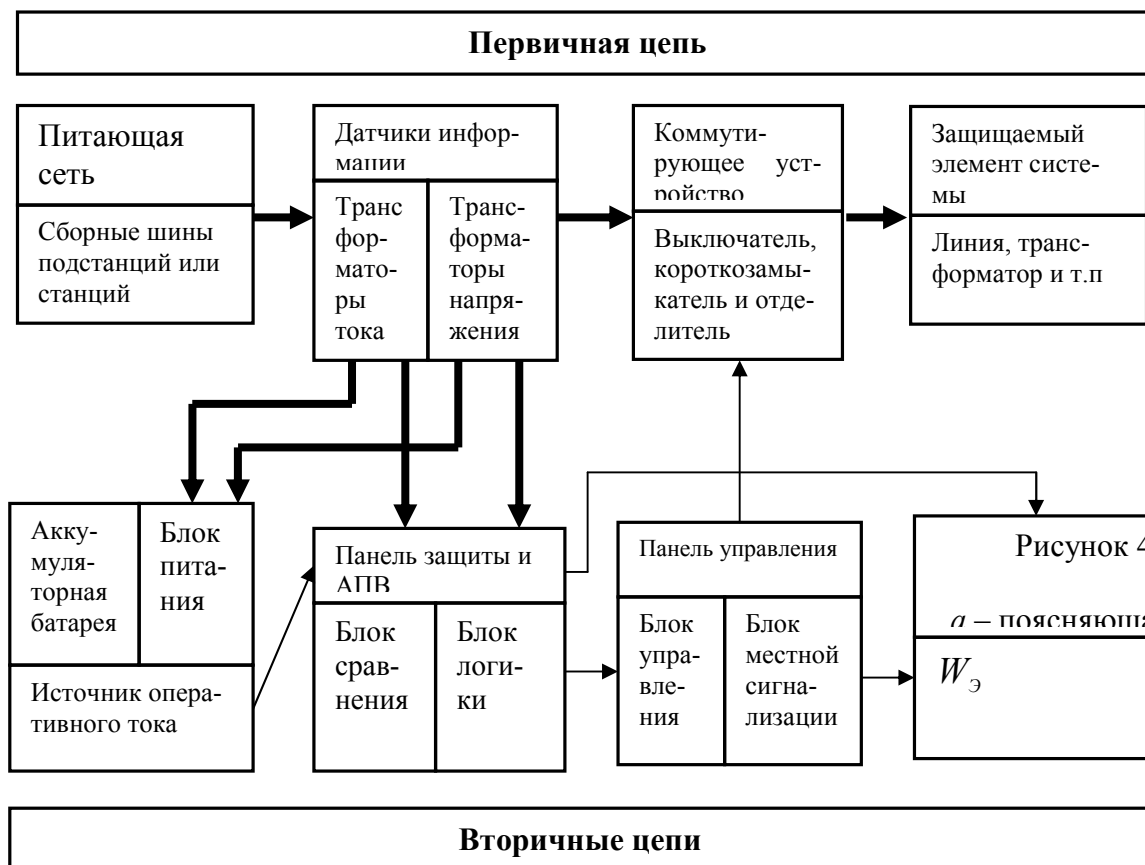 Первичная цепь
Питающая
сеть
Сборные шины
подстанций или
станций
Датчики инфор-
мации
Транс
фор-
мато-
ры
тока
Транс-
форма-
торы
напря-
жения
Коммути-
рующее уст-
ройство
Выключатель,
короткозамы-
катель и отде-
литель
Защищаемый
элемент систе-
мы
Линия, транс-
форматор и т.п
Акку-
муля-
торная
батарея
Блок
пита-
ния
Источник опера-
тивного тока
Панель защиты и
АПВ
Блок
срав-
нения
Блок
логи-
ки
Панель управления
Блок
упра-
вле-
ния
Блок
местной
сигна-
лизации
Рисунок 4
а – поясняюща
WЭ
Вторичные цепи